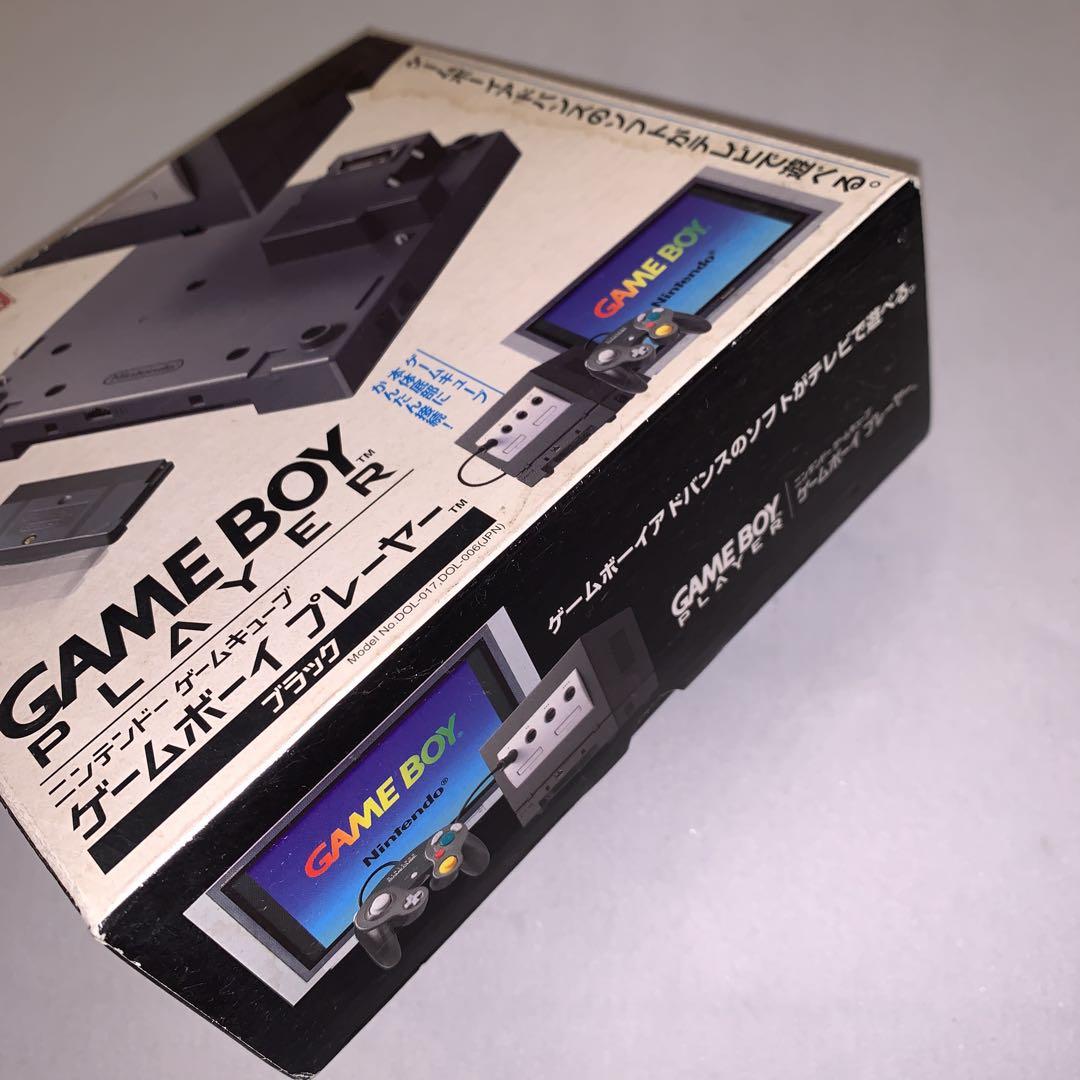 ゲームボーイアドバンスのソフトがテレビで遊べる。
GAME BOY
Nintendo®
ゲームキューブ
本体底部に
かんたん接続！
Nintendo
GAME BOY™
PLAYER
ニンテンドーゲームキューブ
ゲームボーイ プレーヤー™
ブラック
Model No.DOL-017,DOL-006(JPN)
ゲームボーイアドバンスのソフトがテレビで遊べる。
GAME BOY
PLAYER
ニンテンドーゲームキューブ
ゲームボーイ プレーヤー
GAME BOY
Nintendo®